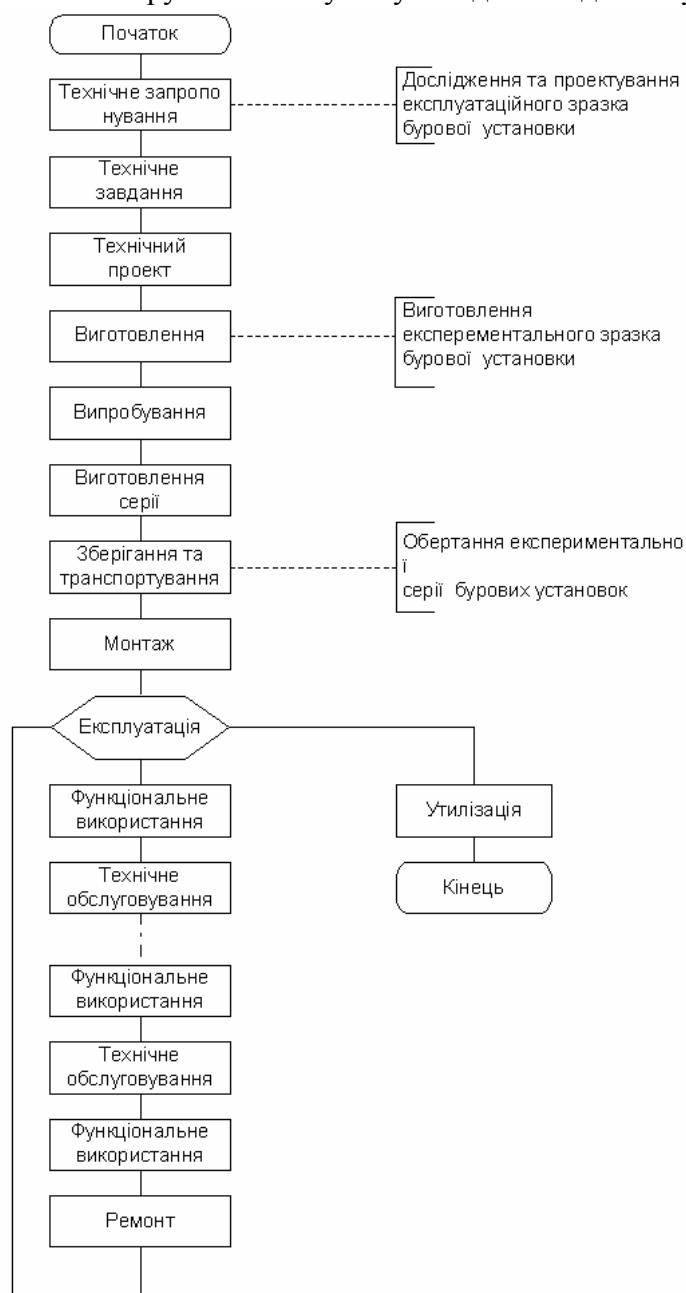 Початок
Технічне запропо
нування
Дослідження та проектування
експлуатаційного зразка
бурової установки
Технічне
завдання
Технічний
проект
Виготовлення
Виготовлення
експерементального зразка
бурової установки
Випробування
Виготовлення
серії
Зберігання та
транспортування
Обертання експериментально
ї
серії бурових установок
Монтаж
Експлуатація
Функціональне
використання
Утилізація
Технічне
обслуговування
Кінець
Функціональне
використання
Технічне
обслуговування
Функціональне
використання
Ремонт